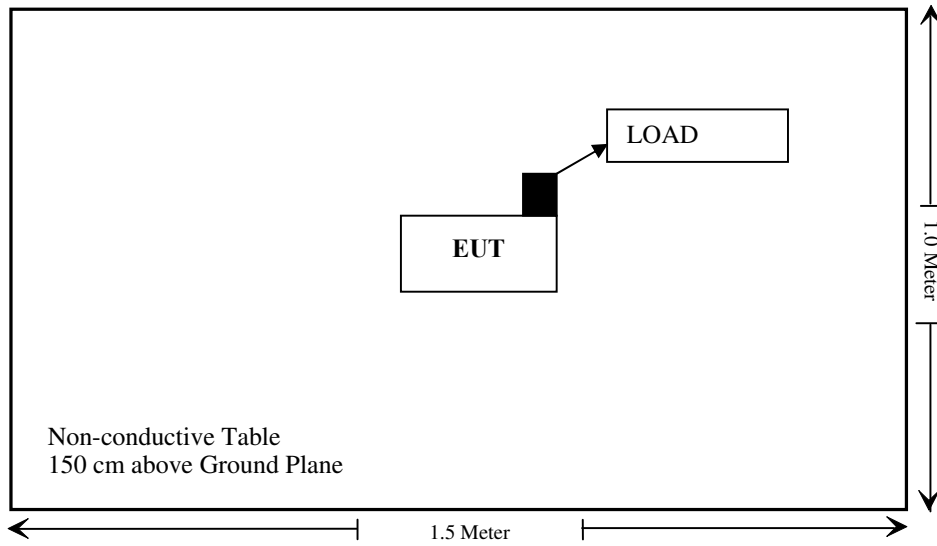 LOAD
EUT
1.0 Meter
Non-conductive Table
150 cm above Ground Plane
1.5 Meter